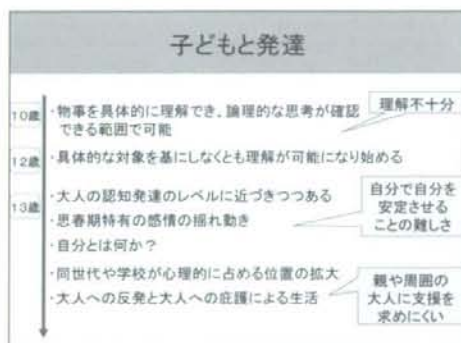 子どもと発達
10歳
・物事を具体的に理解でき、論理的な思考が確認
できる範囲で可能
理解不十分
12歳
・具体的な対象を基にしなくとも理解が可能になり始める
13歳
・大人の認知発達のレベルに近づきつつある
・思春期特有の感情の揺れ動き
・自分とは何か？
自分で自分を
安定させる
ことの難しさ
・同世代や学校が心理的に占める位置の拡大
・大人への反発と大人への庇護による生活
親や周囲の
大人に支援を
求めにくい